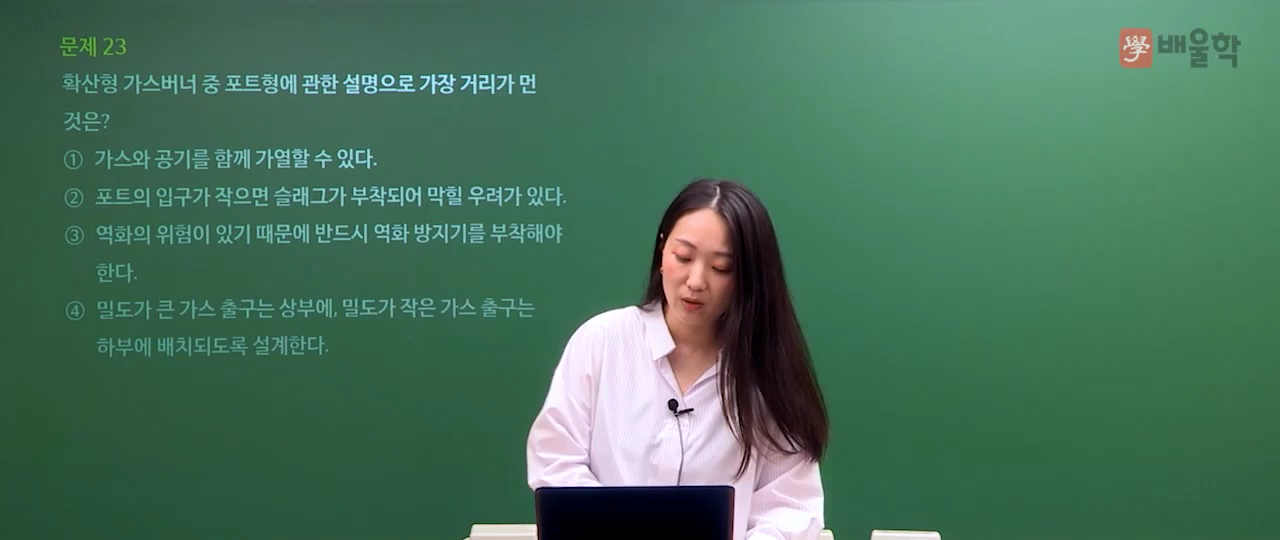 문제 23
學 배울학
확산형 가스버너 중 포트형에 관한 설명으로 가장 거리가 먼
것은?
① 가스와 공기를 함께 가열할 수 있다.
② 포트의 입구가 작으면 슬래그가 부착되어 막힐 우려가 있다.
③ 역화의 위험이 있기 때문에 반드시 역화 방지기를 부착해야
한다.
④ 밀도가 큰 가스 출구는 상부에, 밀도가 작은 가스 출구는
하부에 배치되도록 설계한다.